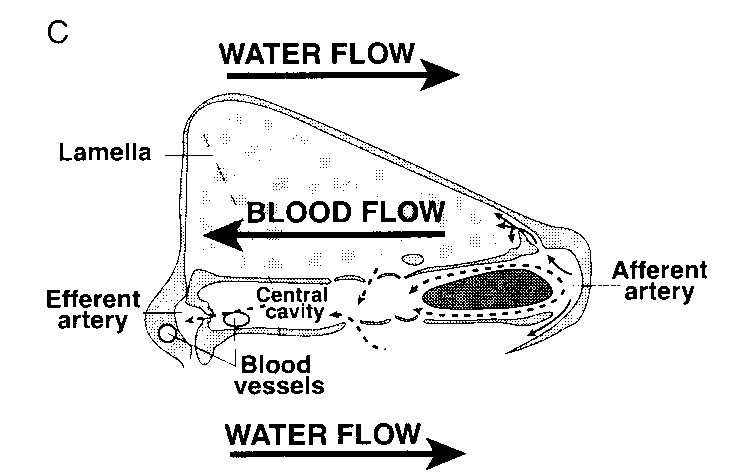 C
WATER FLOW
Lamella
BLOOD FLOW
Afferent
artery
Efferent
artery
Central
cavity
Blood
vessels
WATER FLOW